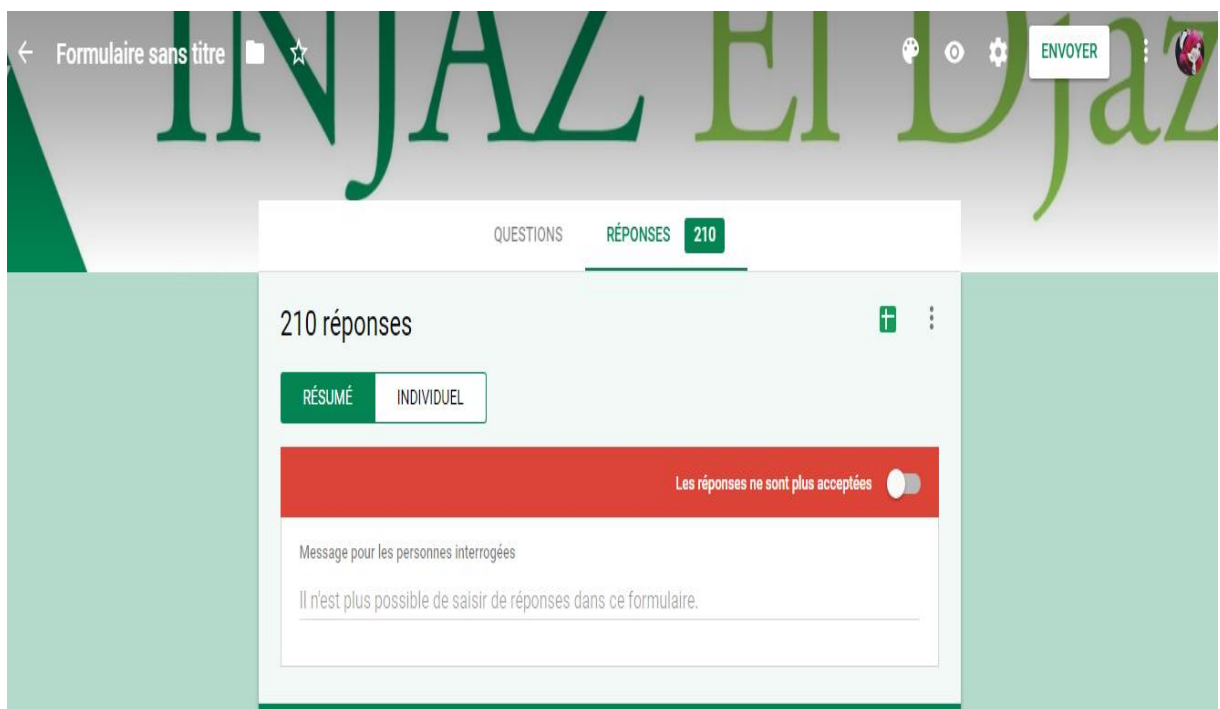 INJAZ El Djaz
Formulaire sans titre
ENVOYER
QUESTIONS RÉPONSES 210
210 réponses
RÉSUMÉ INDIVIDUEL
Les réponses ne sont plus acceptées
Message pour les personnes interrogées
Il n'est plus possible de saisir de réponses dans ce formulaire.